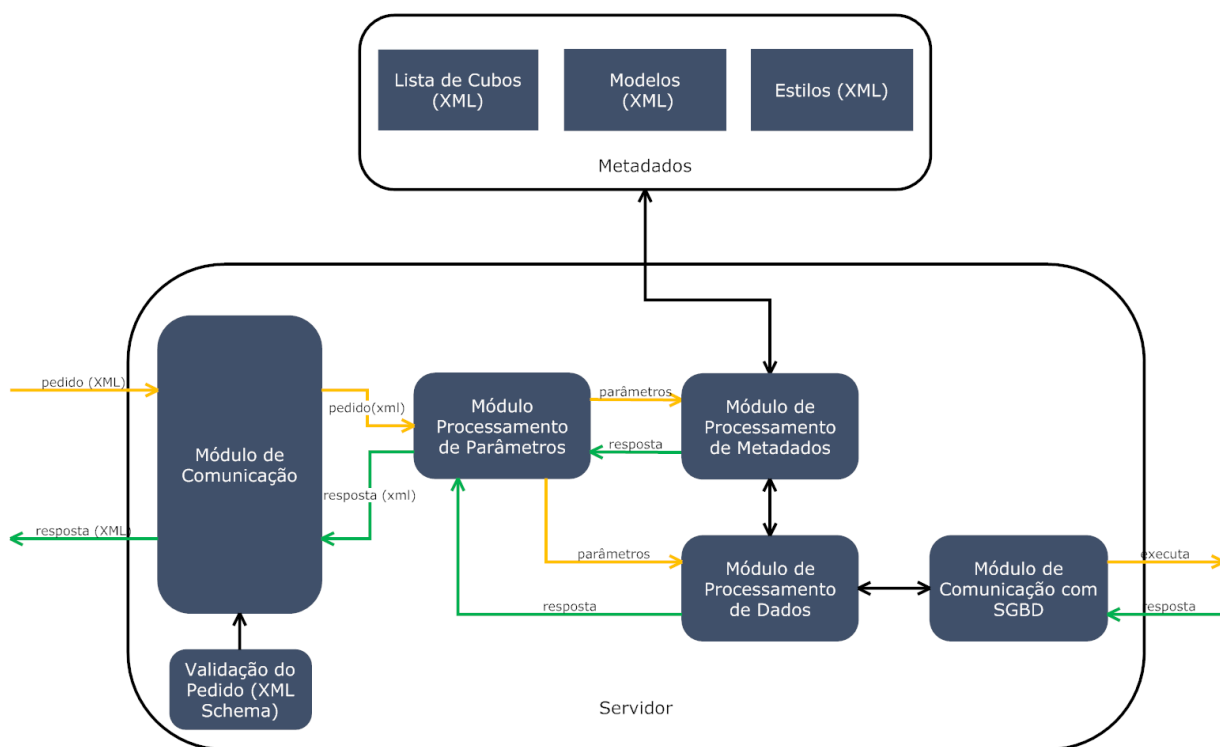 Lista de Cubos
(XML)
Modelos
(XML)
Estilos (XML)
Metadados
pedido (XML)
pedido(xml)
Módulo de
Comunicação
resposta (xml)
resposta (XML)
Validação do
Pedido (XML
Schema)
Módulo
Processamento
de Parâmetros
parâmetros
resposta
Módulo de
Processamento
de Metadados
parâmetros
resposta
Módulo de
Processamento
de Dados
Módulo de
Comunicação com
SGBD
executa
resposta
Servidor